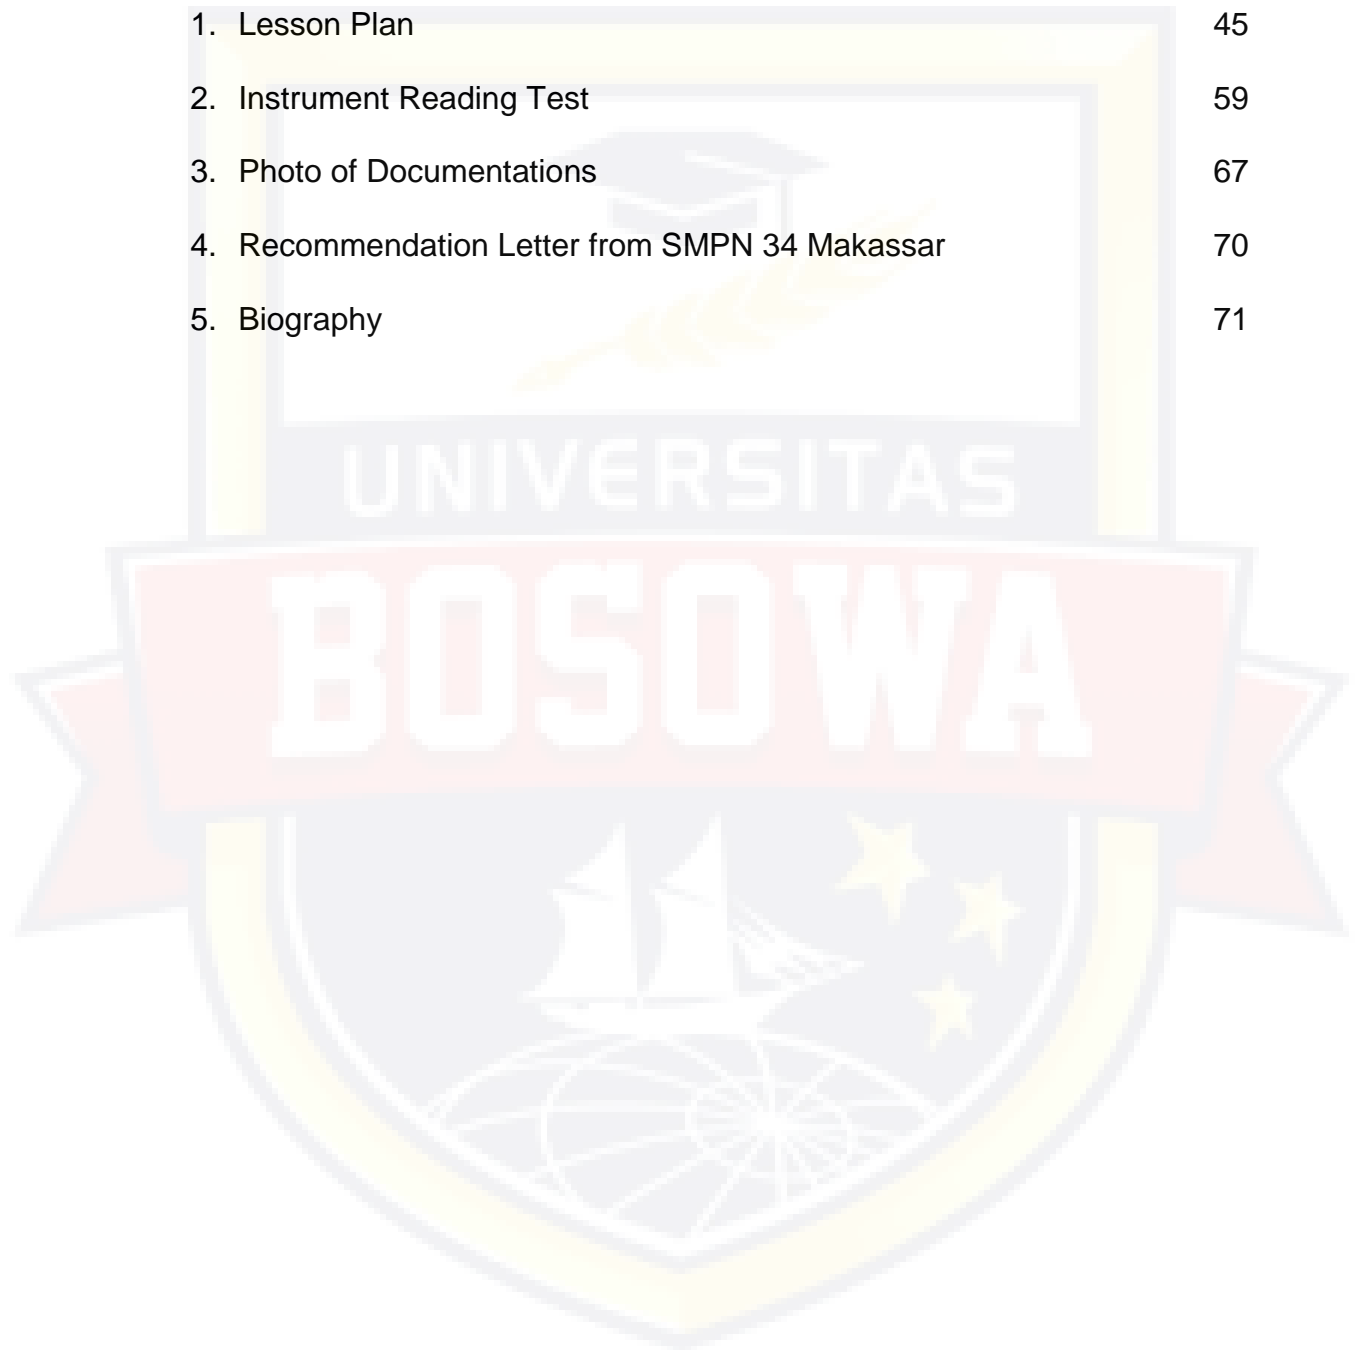 1. Lesson Plan 45
2. Instrument Reading Test 59
3. Photo of Documentations 67
4. Recommendation Letter from SMPN 34 Makassar 70
5. Biography 71
UNIVERSITAS
BOSOWA